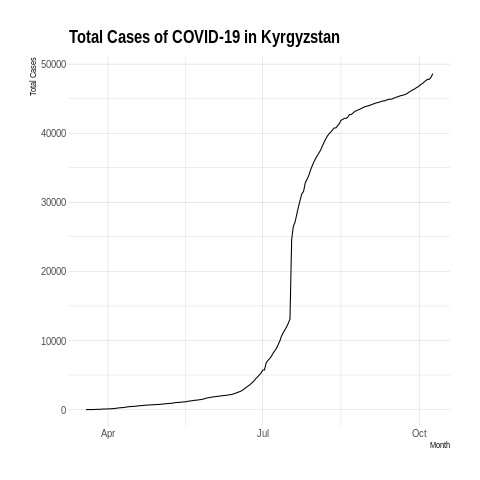 Total Cases of COVID-19 in Kyrgyzstan
Total Cases
50000
40000
30000
20000
10000
0
Apr
Jul
Oct
Month